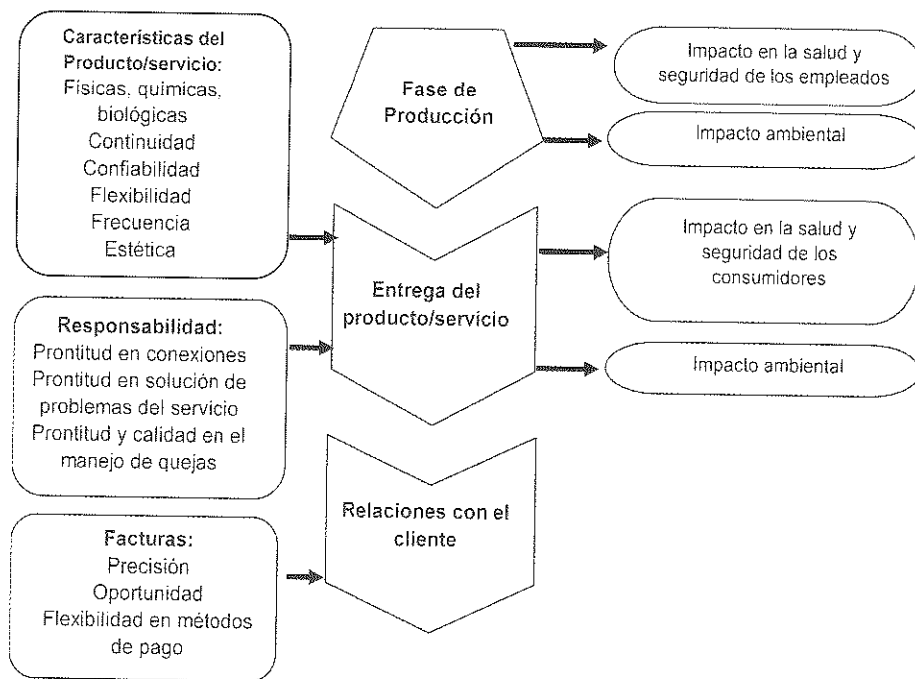 Características del
Producto/servicio:
Físicas, químicas,
biológicas
Continuidad
Confiabilidad
Flexibilidad
Frecuencia
Estética
Responsabilidad:
Prontitud en conexiones
Prontitud en solución de
problemas del servicio
Prontitud y calidad en el
manejo de quejas
Facturas:
Precisión
Oportunidad
Flexibilidad en métodos
de pago
Fase de
Producción
Entrega del
producto/servicio
Relaciones con el
cliente
Impacto en la salud y
seguridad de los empleados
Impacto ambiental
Impacto en la salud y
seguridad de los
consumidores
Impacto ambiental